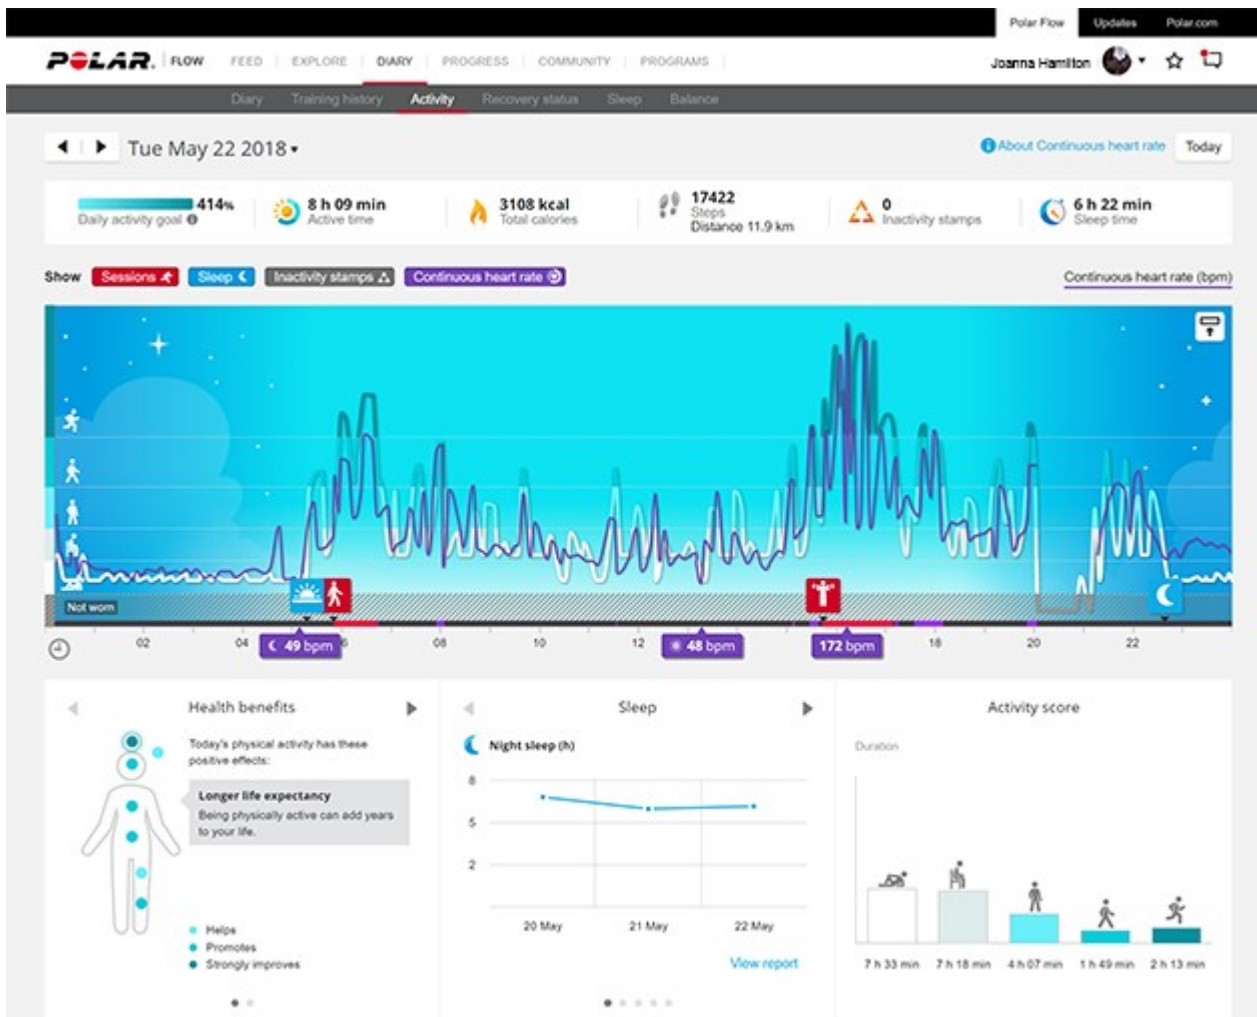 Polar Flow Updates Polar.com
POLAR. FLOW FEED EXPLORE DIARY PROGRESS COMMUNITY PROGRAMS Joanna Hamilton
Diary Training history Activity Recovery status Sleep Balance
Tue May 22 2018 About Continuous heart rate Today
414%
Daily activity goal
8 h 09 min
Active time
3108 kcal
Total calories
17422
Steps
Distance 11.9 km
0
Inactivity stamps
6 h 22 min
Sleep time
Show Sessions Sleep Inactivity stamps Continuous heart rate Continuous heart rate (bpm)
Not worn
02 04 6 08 10 12 18 20 22
49 bpm 48 bpm 172 bpm
Health benefits
Today's physical activity has these
positive effects:
Longer life expectancy
Being physically active can add years
to your life.
Helps
Promotes
Strongly improves
Sleep
Night sleep (h)
8
5
2
20 May 21 May 22 May
View report
Activity score
Duration
7 h 33 min 7 h 18 min 4 h 07 min 1 h 49 min 2 h 13 min